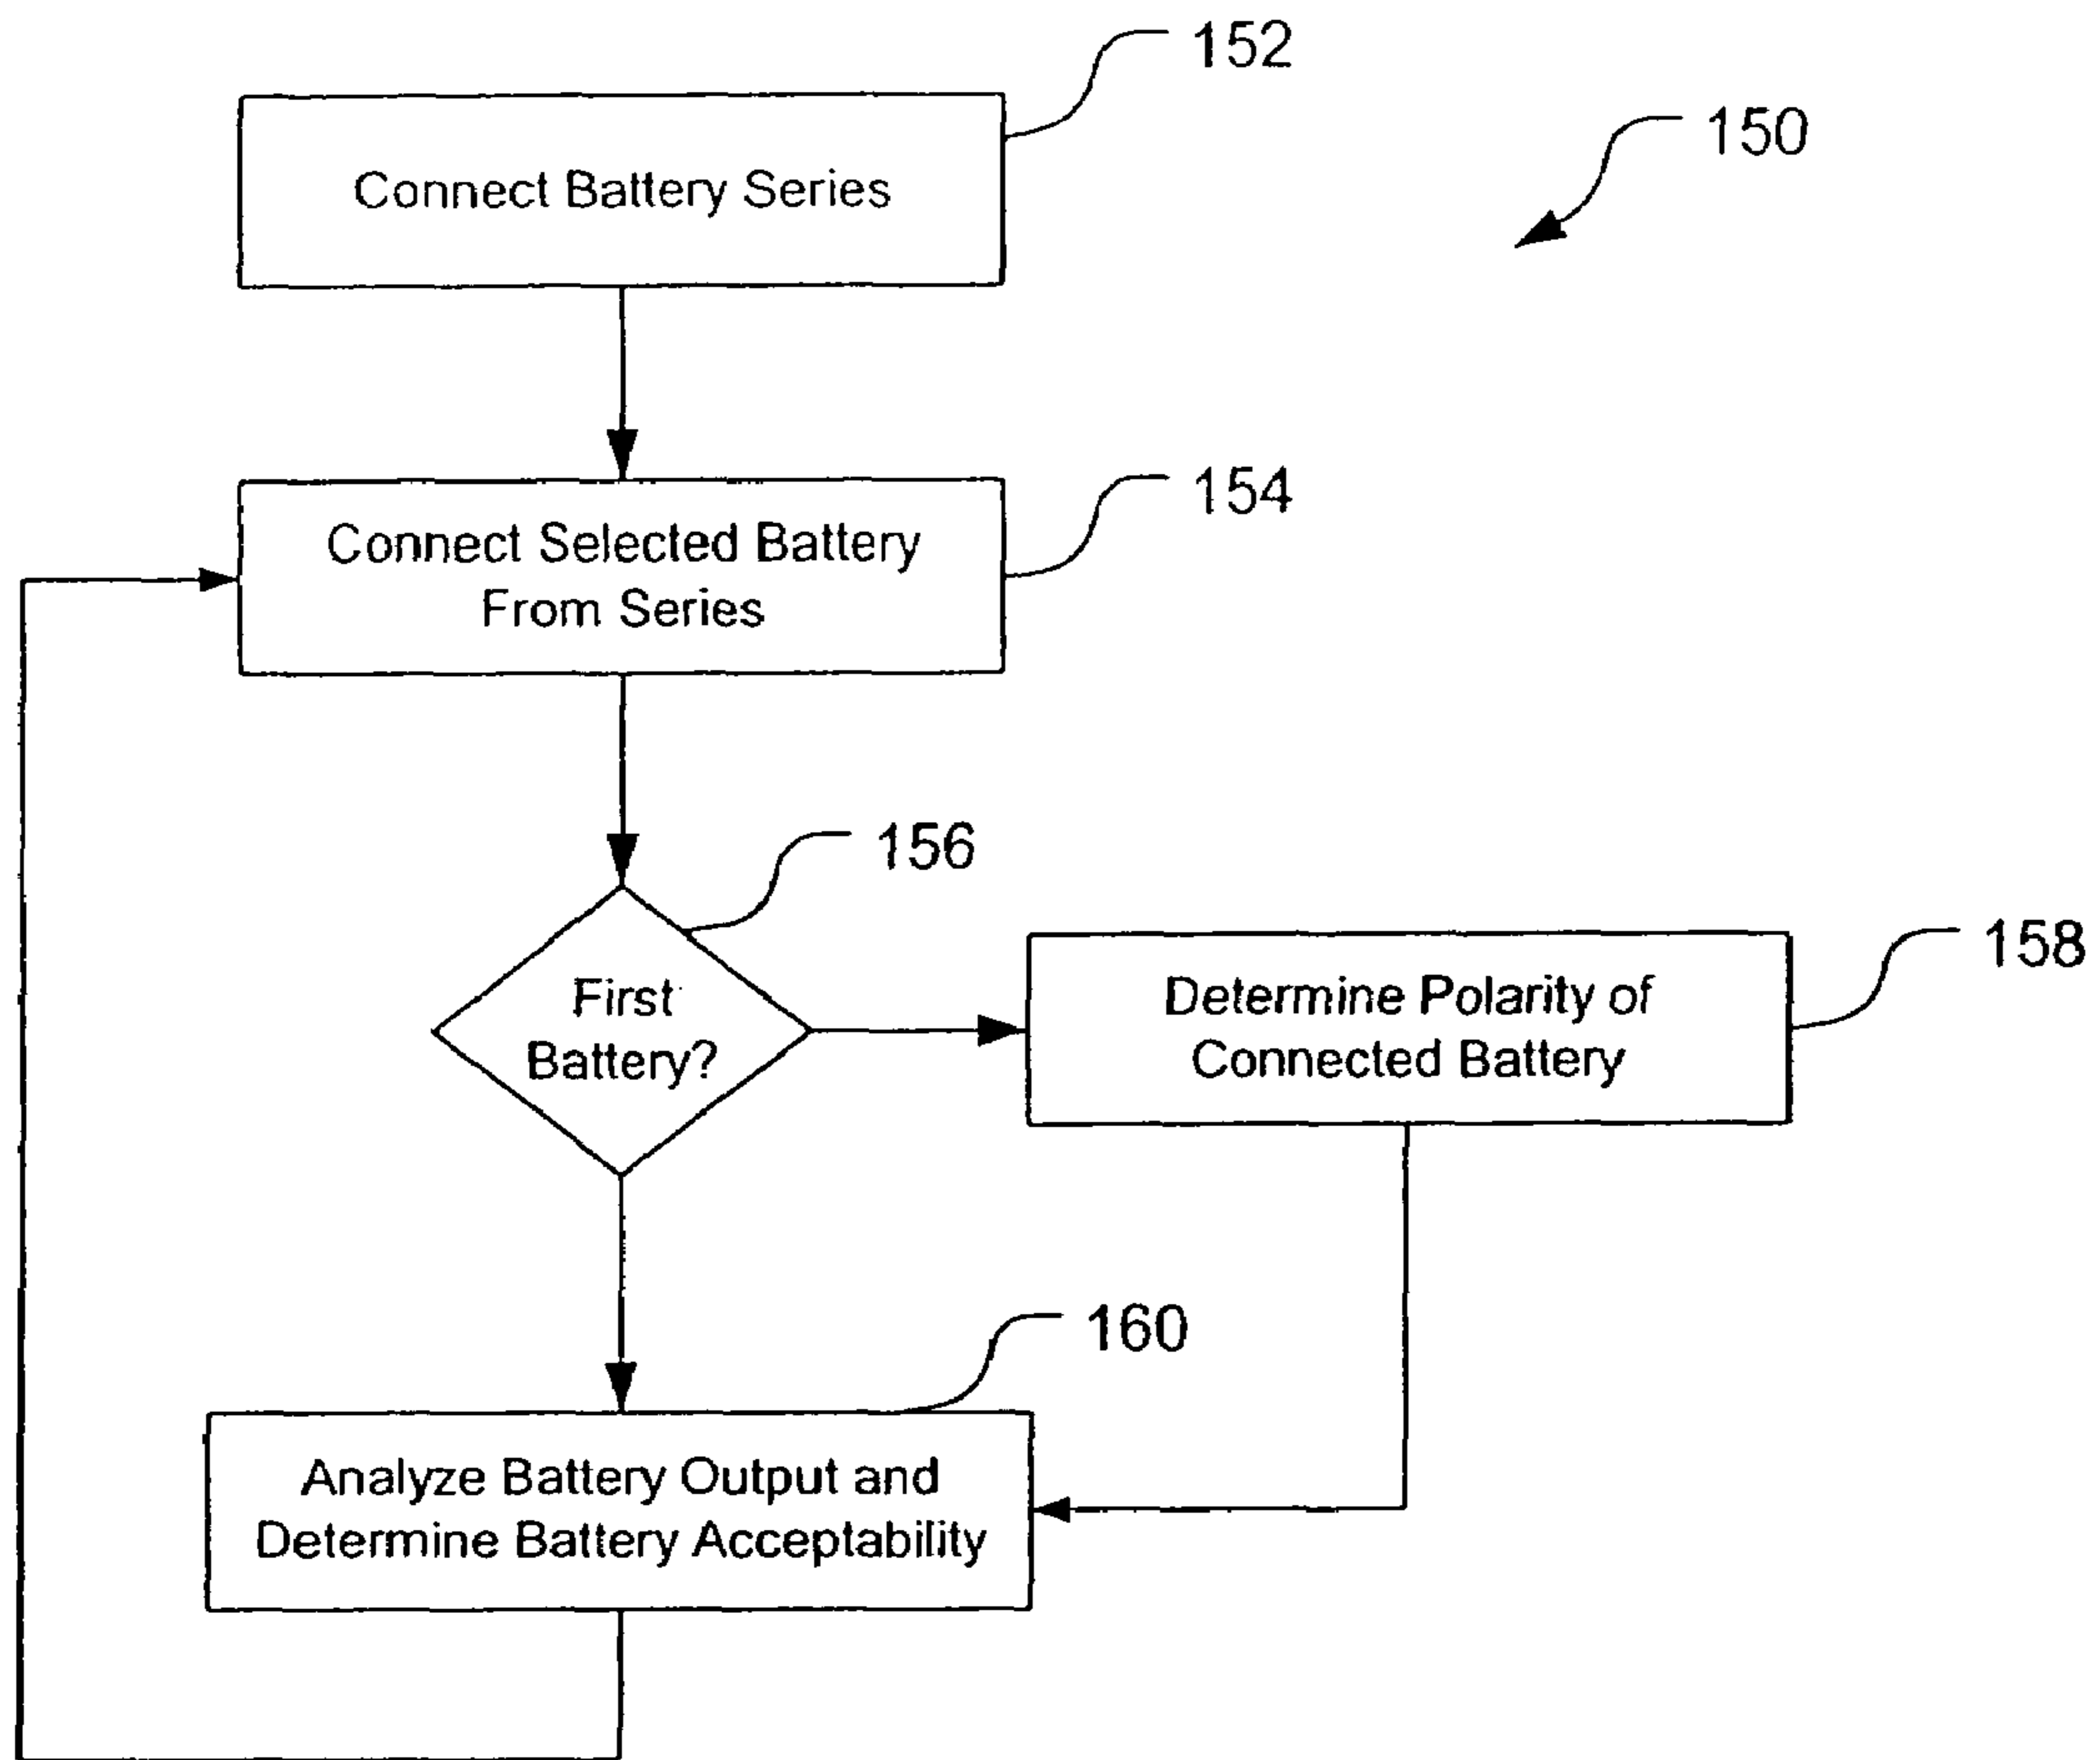 152
150
Connect Battery Series
154
Connect Selected Battery
From Series
156
First
Battery?
158
Determine Polarity of
Connected Battery
160
Analyze Battery Output and
Determine Battery Acceptability